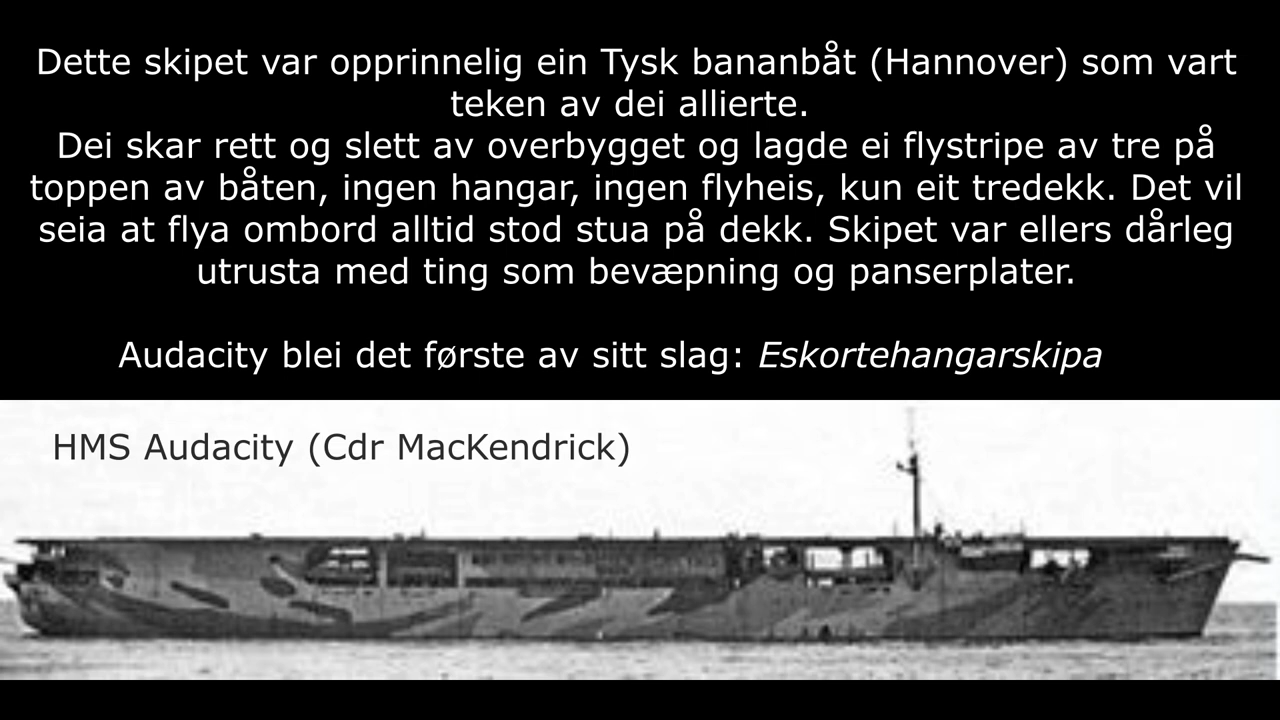 Dette skipet var opprinnelig ein Tysk bananbåt (Hannover) som vart
teken av dei allierte.
Dei skar rett og slett av overbygget og lagde ei flystripe av tre på
toppen av båten, ingen hangar, ingen flyheis, kun eit tredekk. Det vil
seia at flya ombord alltid stod stua på dekk. Skipet var ellers dårleg
utrusta med ting som bevæpning og panserplater.
Audacity blei det første av sitt slag: Eskortehangarskipa
HMS Audacity (Cdr MacKendrick)